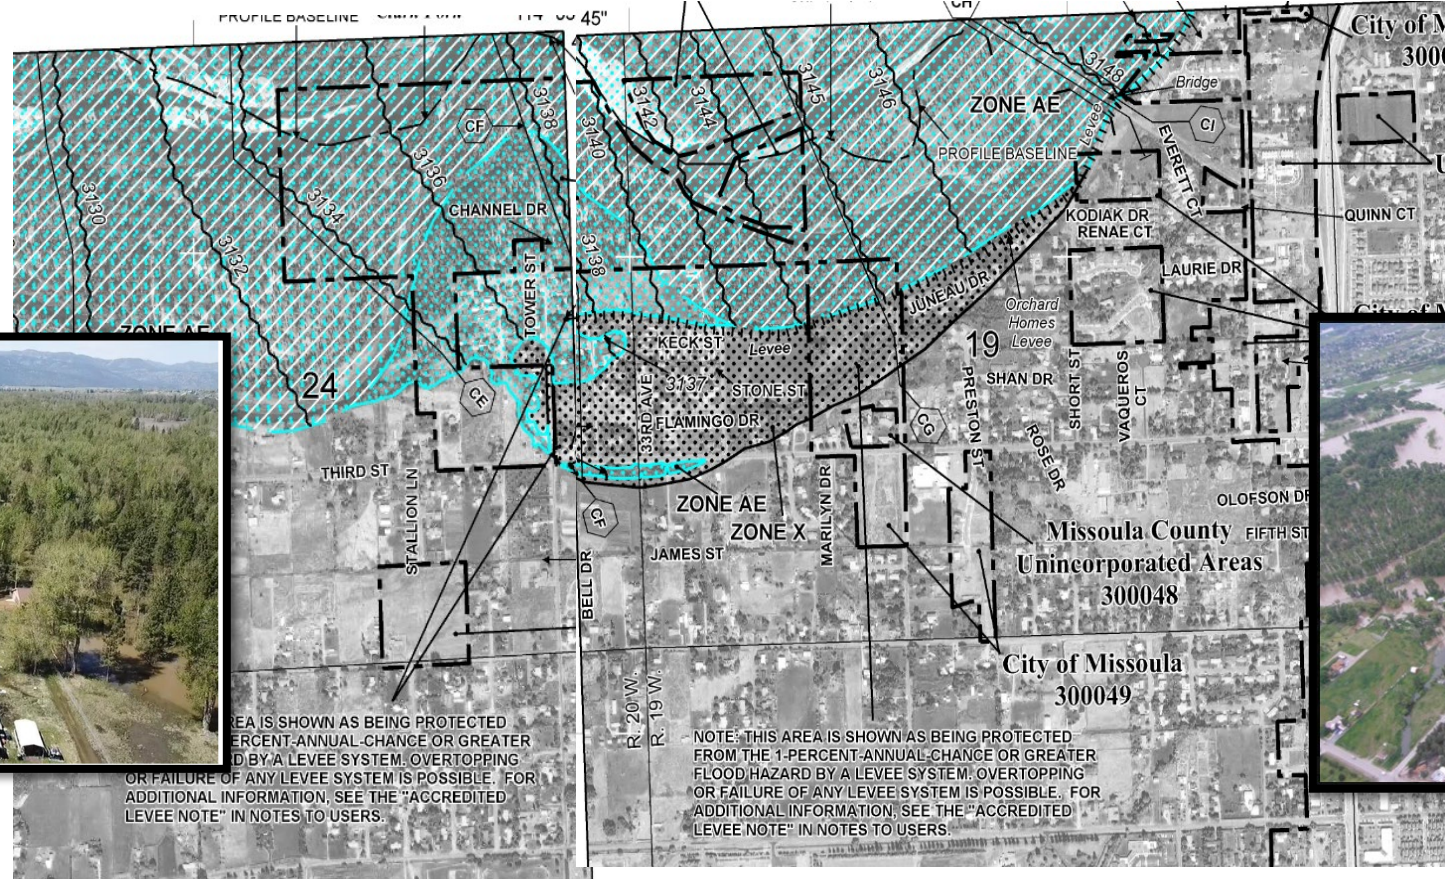 PROFILE BASELINE
45"
CH
City of M
3148
Bridge
3138
3142
3144
3145
3146
ZONE AE
Levee
CI
CF
3140
PROFILE BASELINE
EVERETT CT
3136
3130
3134
CHANNEL DR
KODIAK DR
RENAE CT
QUINN CT
3132
3138
TOWER ST
LAURIE DR
JUNEAU DR
Orchard
Homes
Levee
ZONE AE
KECK ST
Levee
19
24
3137
STONE ST
SHAN DR
PRESTON ST
SHORT ST
VAQUEROS
CT
CE
33RD AVE
FLAMINGO DR
CG
ROSE DR
THIRD ST
STALLION LN
MARILYN DR
ZONE AE
CF
ZONE X
OLOFSON DR
FIFTH ST
JAMES ST
BELL DR
Missoula County
Unincorporated Areas
300048
City of Missoula
300049
R. 20 W.
R. 19 W.
REA IS SHOWN AS BEING PROTECTED
ERCENT-ANNUAL-CHANCE OR GREATER
RD BY A LEVEE SYSTEM. OVERTOPPING
OR FAILURE OF ANY LEVEE SYSTEM IS POSSIBLE. FOR
ADDITIONAL INFORMATION, SEE THE "ACCREDITED
LEVEE NOTE" IN NOTES TO USERS.
NOTE: THIS AREA IS SHOWN AS BEING PROTECTED
FROM THE 1-PERCENT-ANNUAL-CHANCE OR GREATER
FLOOD HAZARD BY A LEVEE SYSTEM. OVERTOPPING
OR FAILURE OF ANY LEVEE SYSTEM IS POSSIBLE. FOR
ADDITIONAL INFORMATION, SEE THE "ACCREDITED
LEVEE NOTE" IN NOTES TO USERS.